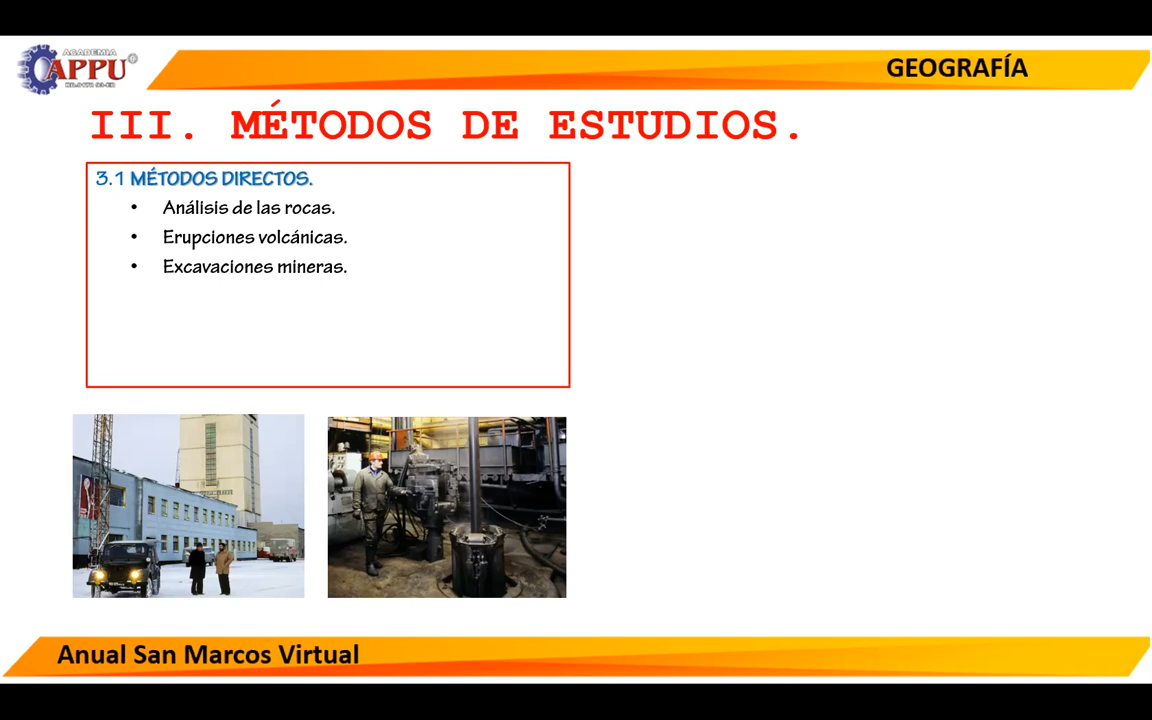 ACADEMIA
APPU
GEOGRAFÍA
III. MÉTODOS DE ESTUDIOS.
3.1 MÉTODOS DIRECTOS.
• Análisis de las rocas.
• Erupciones volcánicas.
• Excavaciones mineras.
Anual San Marcos Virtual